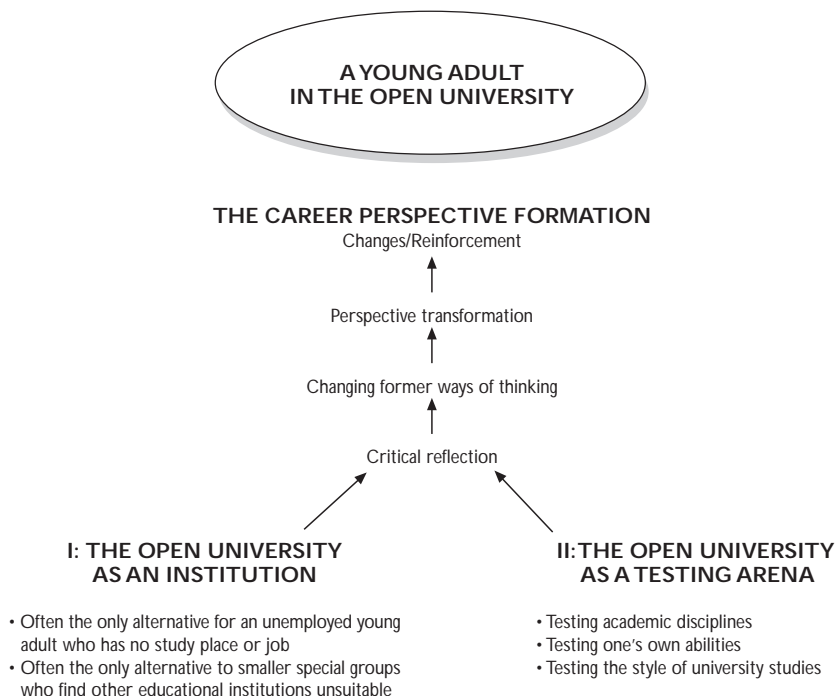 A YOUNG ADULT
IN THE OPEN UNIVERSITY
THE CAREER PERSPECTIVE FORMATION
Changes/Reinforcement
Perspective transformation
Changing former ways of thinking
Critical reflection
I: THE OPEN UNIVERSITY
AS AN INSTITUTION
• Often the only alternative for an unemployed young
adult who has no study place or job
• Often the only alternative to smaller special groups
who find other educational institutions unsuitable
II: THE OPEN UNIVERSITY
AS A TESTING ARENA
• Testing academic disciplines
• Testing one's own abilities
• Testing the style of university studies